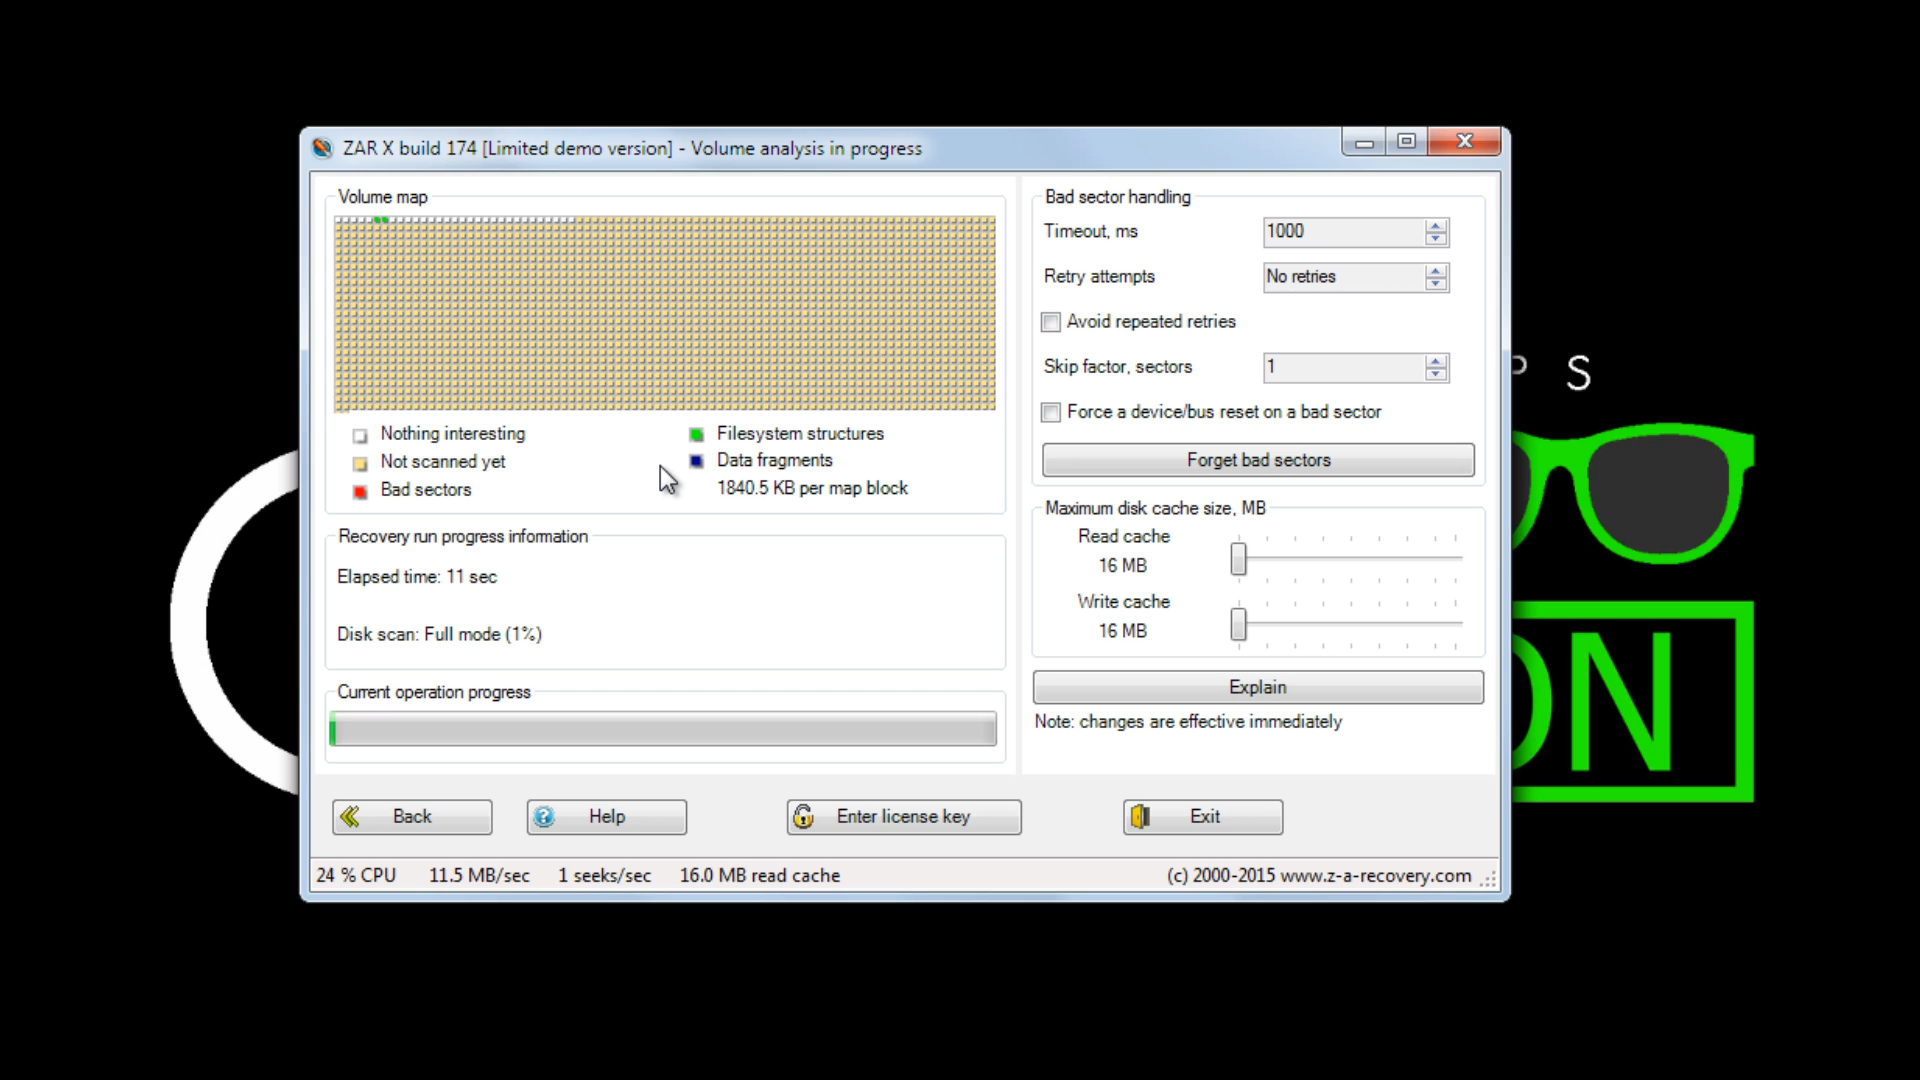 ZAR X build 174 [Limited demo version] - Volume analysis in progress
Volume map
Nothing interesting
Not scanned yet
Bad sectors
Filesystem structures
Data fragments
1840.5 KB per map block
Recovery run progress information
Elapsed time: 11 sec
Disk scan: Full mode (1%)
Current operation progress
Bad sector handling
Timeout, ms
1000
Retry attempts
No retries
Avoid repeated retries
Skip factor, sectors
1
Force a device/bus reset on a bad sector
Forget bad sectors
Maximum disk cache size, MB
Read cache
16 MB
Write cache
16 MB
Explain
Note: changes are effective immediately
Back
Help
Enter license key
Exit
24 % CPU
11.5 MB/sec
1 seeks/sec
16.0 MB read cache
(c) 2000-2015 www.z-a-recovery.com
P S
ON